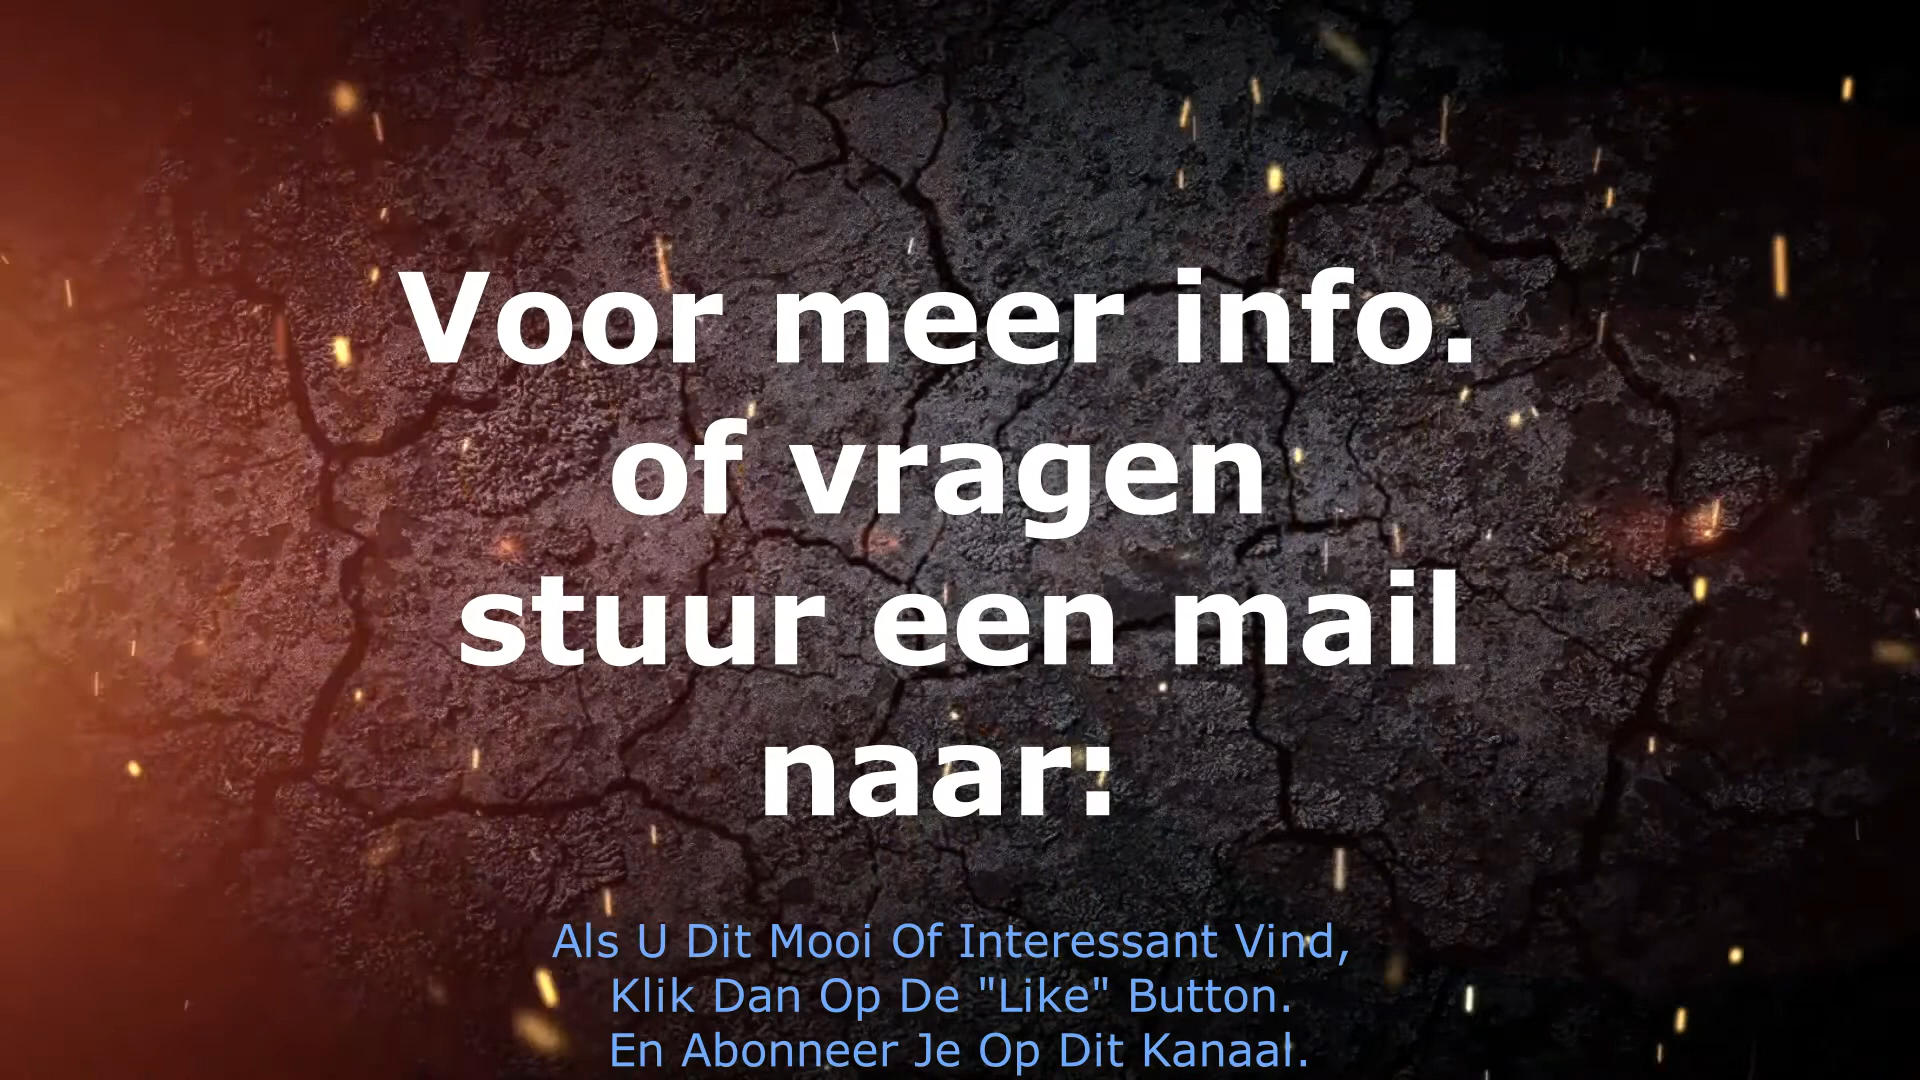 Voor meer info.
of vragen
stuur een mail
naar:
Als U Dit Mooi Of Interessant Vind,
Klik Dan Op De "Like" Button.
En Abonneer Je Op Dit Kanaal.